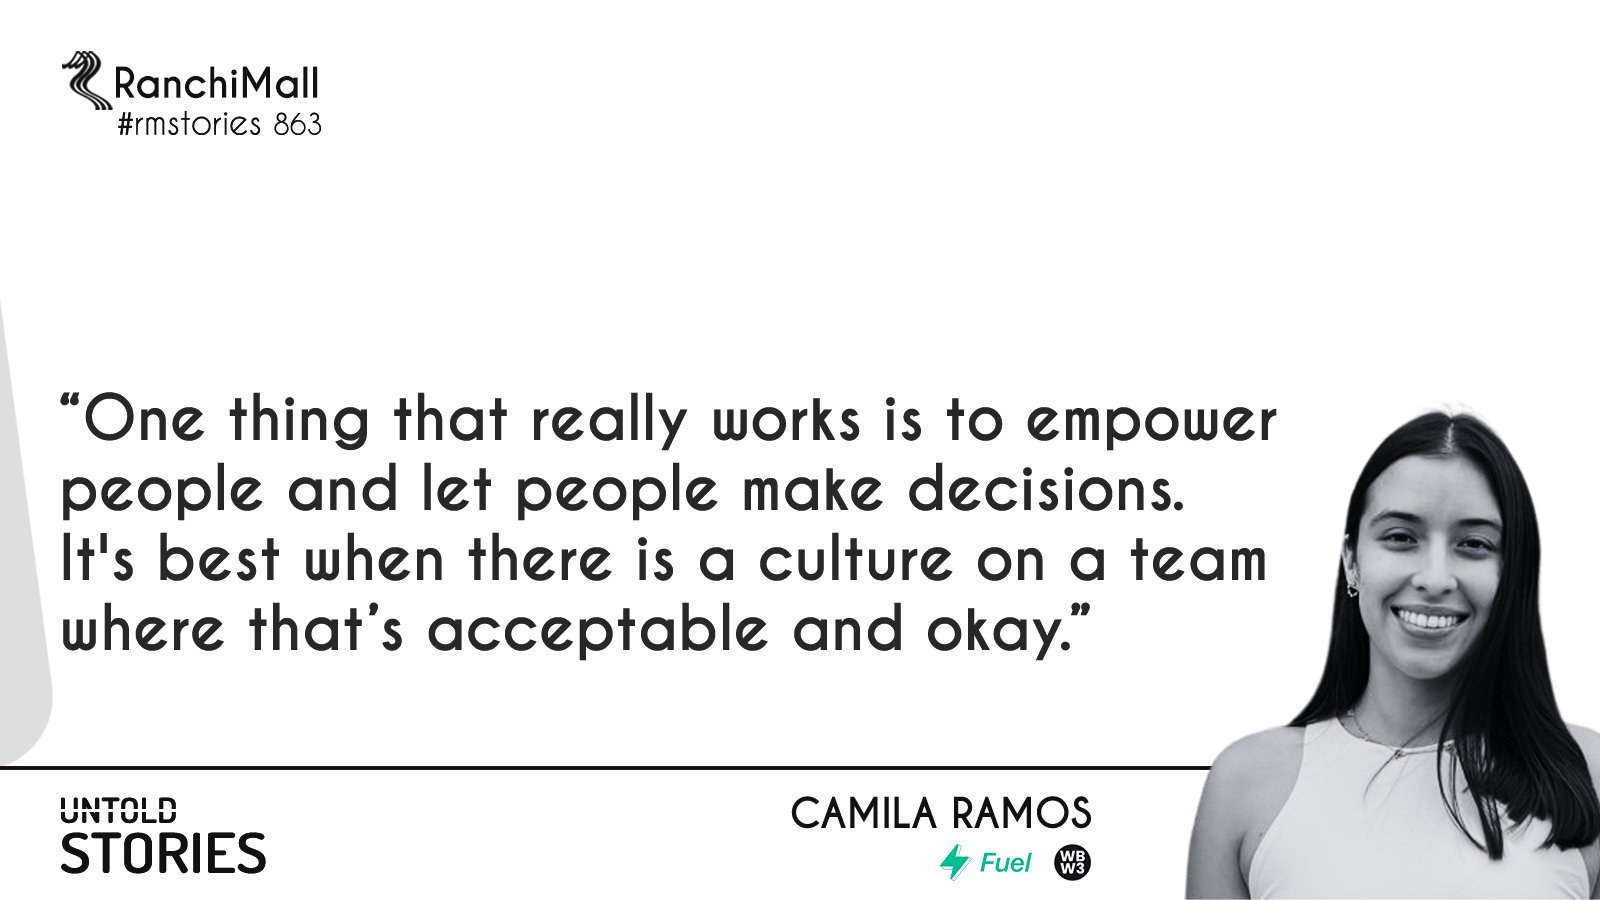 RanchiMall
#rmstories 863
“One thing that really works is to empower
people and let people make decisions.
It's best when there is a culture on a team
where that’s acceptable and okay.”
UNTOLD
STORIES
CAMILA RAMOS
Fuel
WB
W3